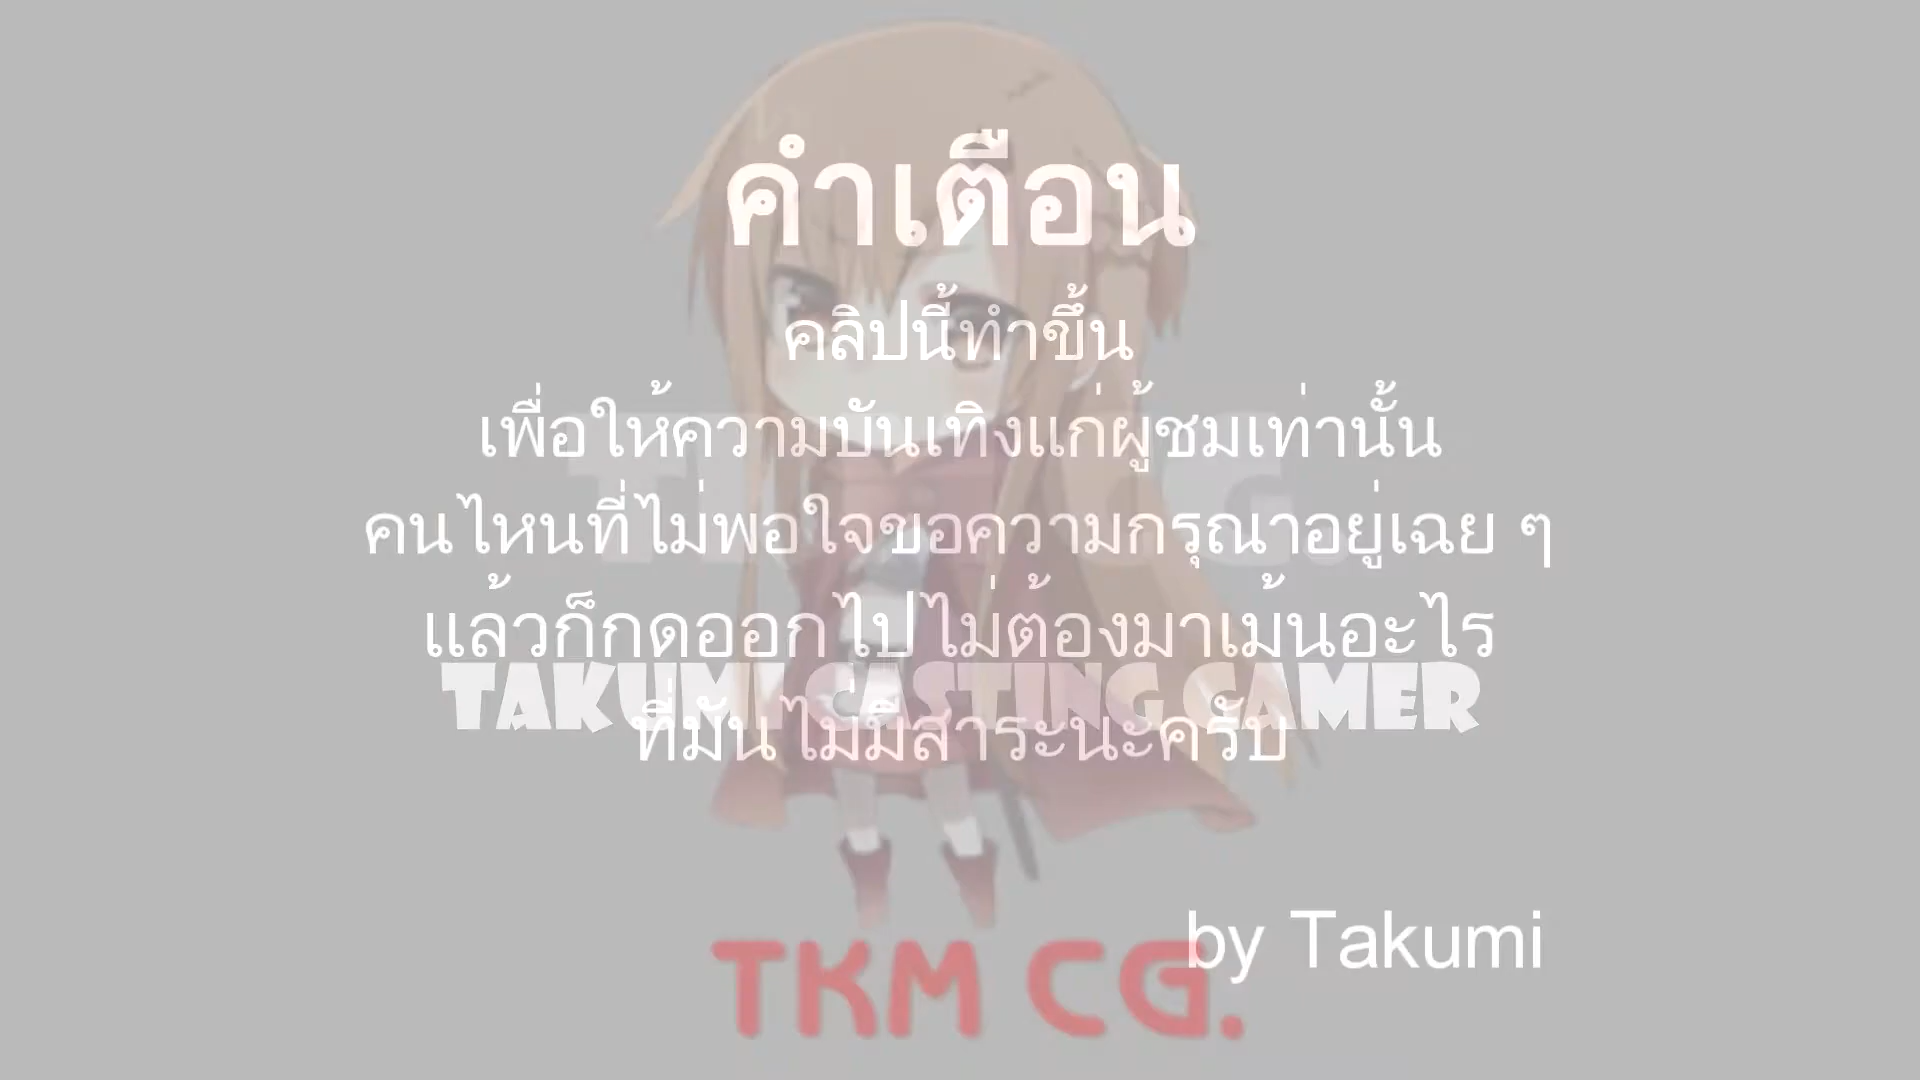 คำเตือน
คลิปนี้ทำขึ้น
เพื่อให้ความบันเทิงแก่ผู้ชมเท่านั้น
คนไหนที่ไม่พอใจขอความกรุณาอยู่เฉย ๆ
แล้วก็กดออกไปไม่ต้องมาเม้นอะไร
TAKUMI CASTING GAMER
ที่มันไม่มีสาระนะครับ
by Takumi
TKM CG.